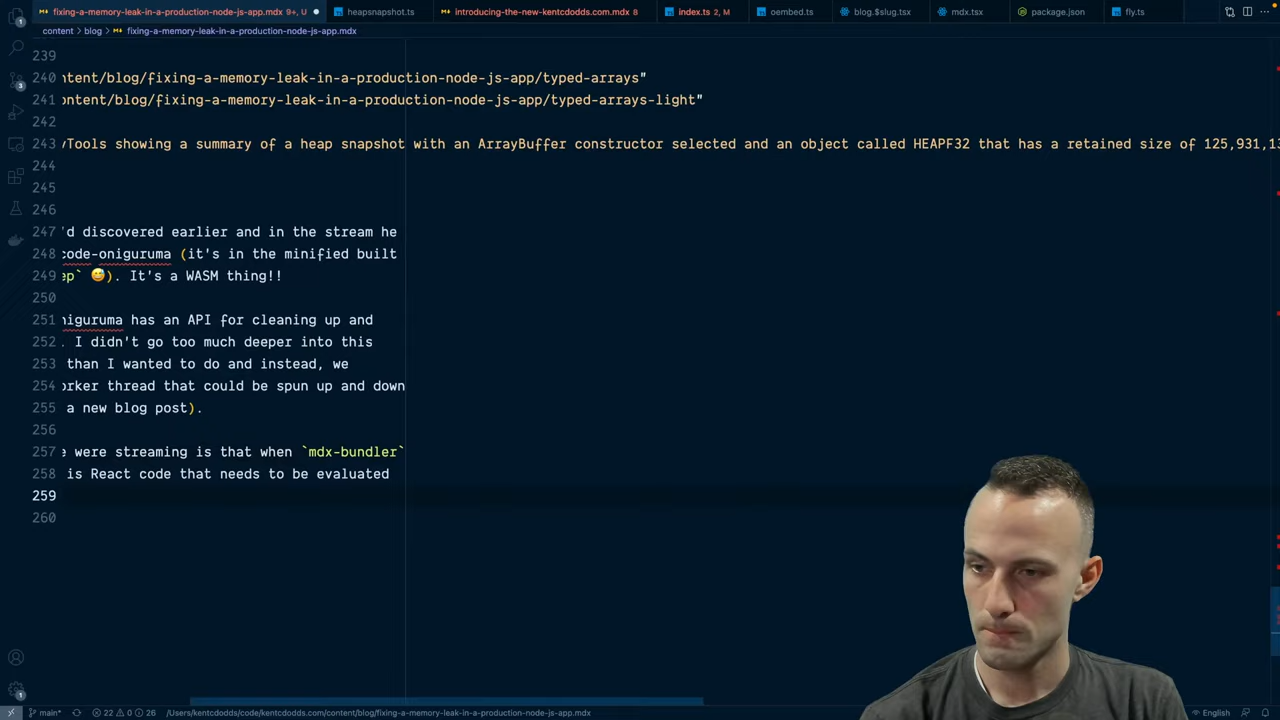 fixing-a-memory-leak-in-a-production-node-js-app.mdx 9+, U
heapsnapshot.ts
introducing-the-new-kentcdodds.com.mdx 8
index.ts 2, M
oembed.ts
blog.$slug.tsx
mdx.tsx
package.json
fly.ts
content > blog > fixing-a-memory-leak-in-a-production-node-js-app.mdx
239
240 ntent/blog/fixing-a-memory-leak-in-a-production-node-js-app/typed-arrays"
241 ontent/blog/fixing-a-memory-leak-in-a-production-node-js-app/typed-arrays-light"
242
243 vTools showing a summary of a heap snapshot with an ArrayBuffer constructor selected and an object called HEAPF32 that has a retained size of 125,931,13
244
245
246
247 'd discovered earlier and in the stream he
248 code-oniguruma (it's in the minified built
249 ep` 😅). It's a WASM thing!!
250
251 niguruma has an API for cleaning up and
252 . I didn't go too much deeper into this
253 than I wanted to do and instead, we
254 orker thread that could be spun up and down
255 a new blog post).
256
257 e were streaming is that when `mdx-bundler`
258 is React code that needs to be evaluated
259
260
main* 22 0 26 /Users/kentcdodds/code/kentcdodds.com/content/blog/fixing-a-memory-leak-in-a-production-node-js-app.mdx English